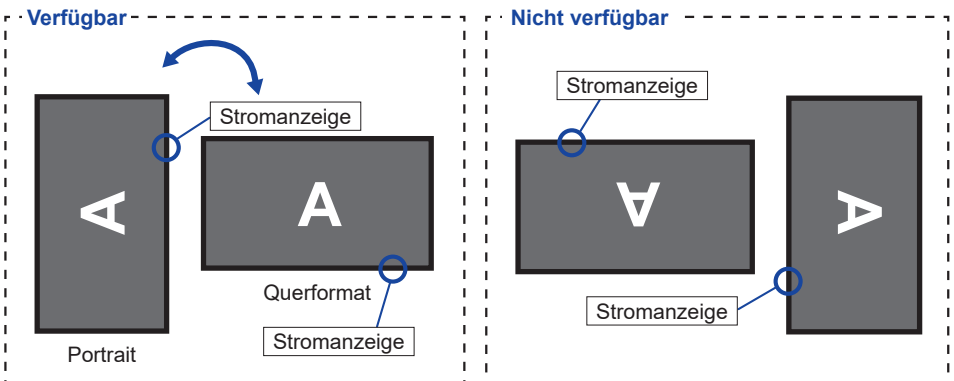 Verfügbar
Stromanzeige
A
A
Querformat
Stromanzeige
Portrait
Nicht verfügbar
Stromanzeige
A
A
Stromanzeige